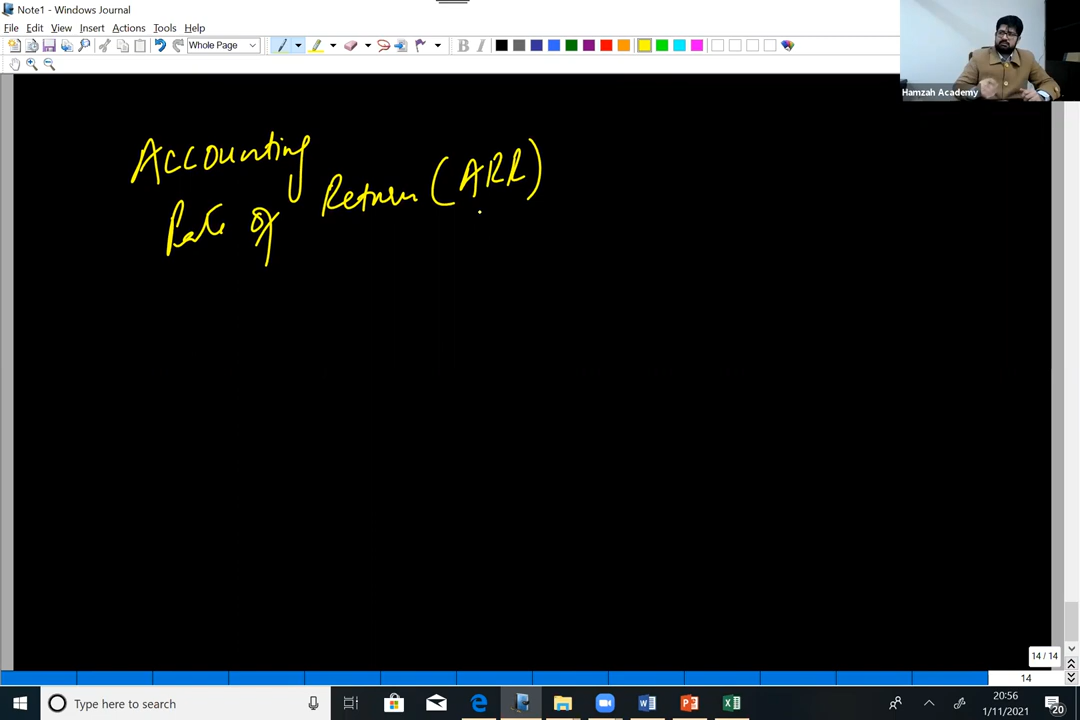 Note1 - Windows Journal
File Edit View Insert Actions Tools Help
Whole Page
B I
Hamzah Academy
Accounting
Rate of Return (ARR)
14 / 14
14
Type here to search
20:56
1/11/2021
20